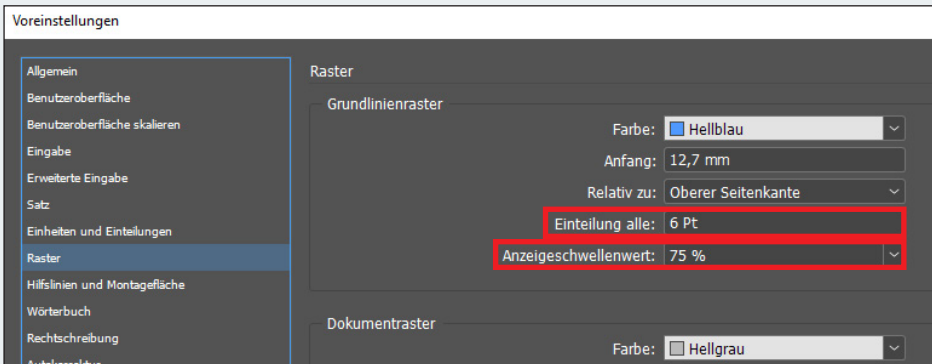 Voreinstellungen
Allgemein
Benutzeroberfläche
Benutzeroberfläche skalieren
Eingabe
Erweiterte Eingabe
Satz
Einheiten und Einteilungen
Raster
Hilfslinien und Montagefläche
Wörterbuch
Rechtschreibung
Autokorrektur
Raster
Grundlinienraster
Farbe: Hellblau
Anfang: 12,7 mm
Relativ zu: Oberer Seitenkante
Einteilung alle: 6 Pt
Anzeigeschwellenwert: 75 %
Dokumentraster
Farbe: Hellgrau